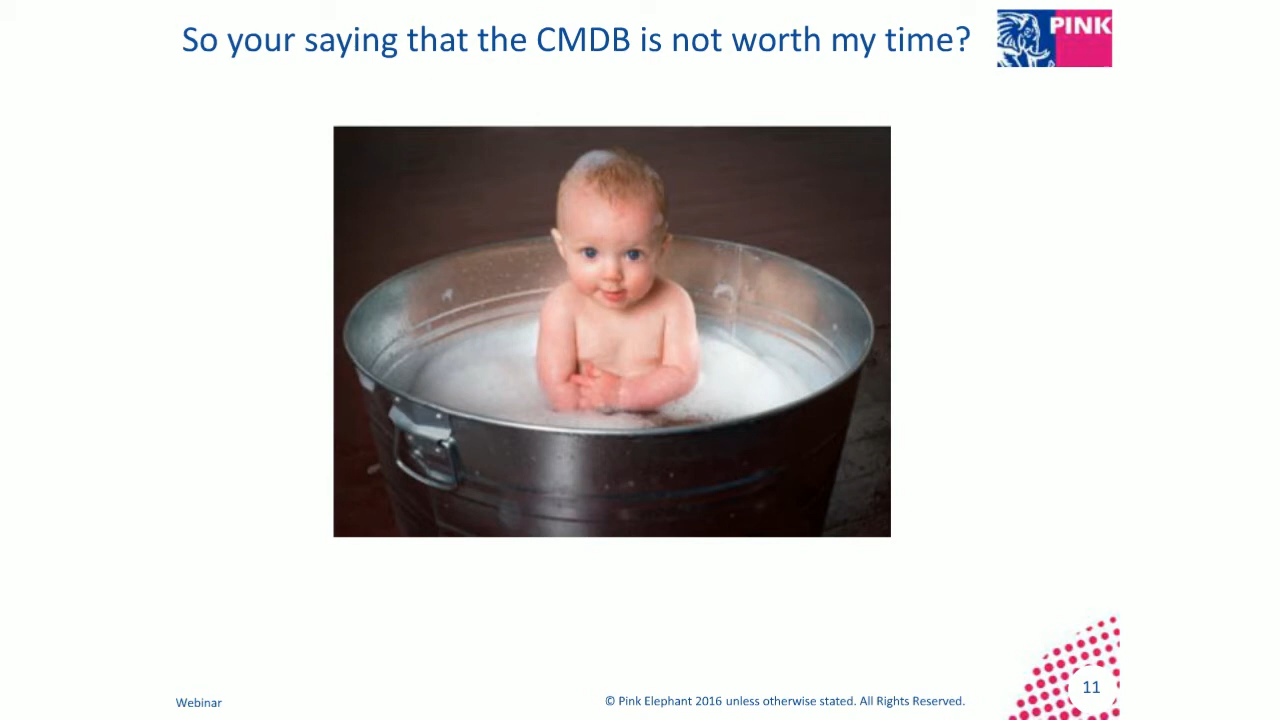 So your saying that the CMDB is not worth my time?
PINK
11
Webinar
© Pink Elephant 2016 unless otherwise stated. All Rights Reserved.